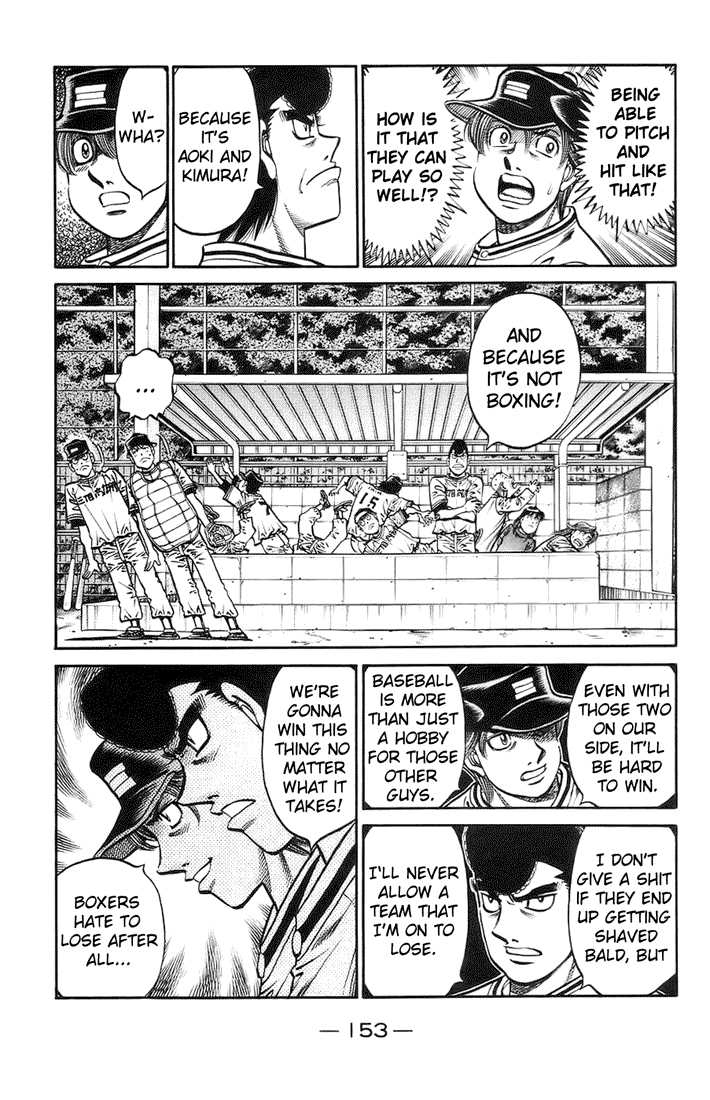 BEING
ABLE
TO PITCH
AND
HIT LIKE
THAT!
HOW IS
IT THAT
THEY CAN
PLAY SO
WELL!?
BECAUSE
IT'S
AOKI AND
KIMURA!
W-
WHA?
AND
BECAUSE
IT'S NOT
BOXING!
...
15
EVEN WITH
THOSE TWO
ON OUR
SIDE, IT'LL
BE HARD
TO WIN.
BASEBALL
IS MORE
THAN JUST
A HOBBY
FOR THOSE
OTHER
GUYS.
I DON'T
GIVE A SHIT
IF THEY END
UP GETTING
SHAVED
BALD, BUT
I'LL NEVER
ALLOW A
TEAM THAT
I'M ON TO
LOSE.
WE'RE
GONNA
WIN THIS
THING NO
MATTER
WHAT IT
TAKES!
BOXERS
HATE TO
LOSE AFTER
ALL...
— 153 —